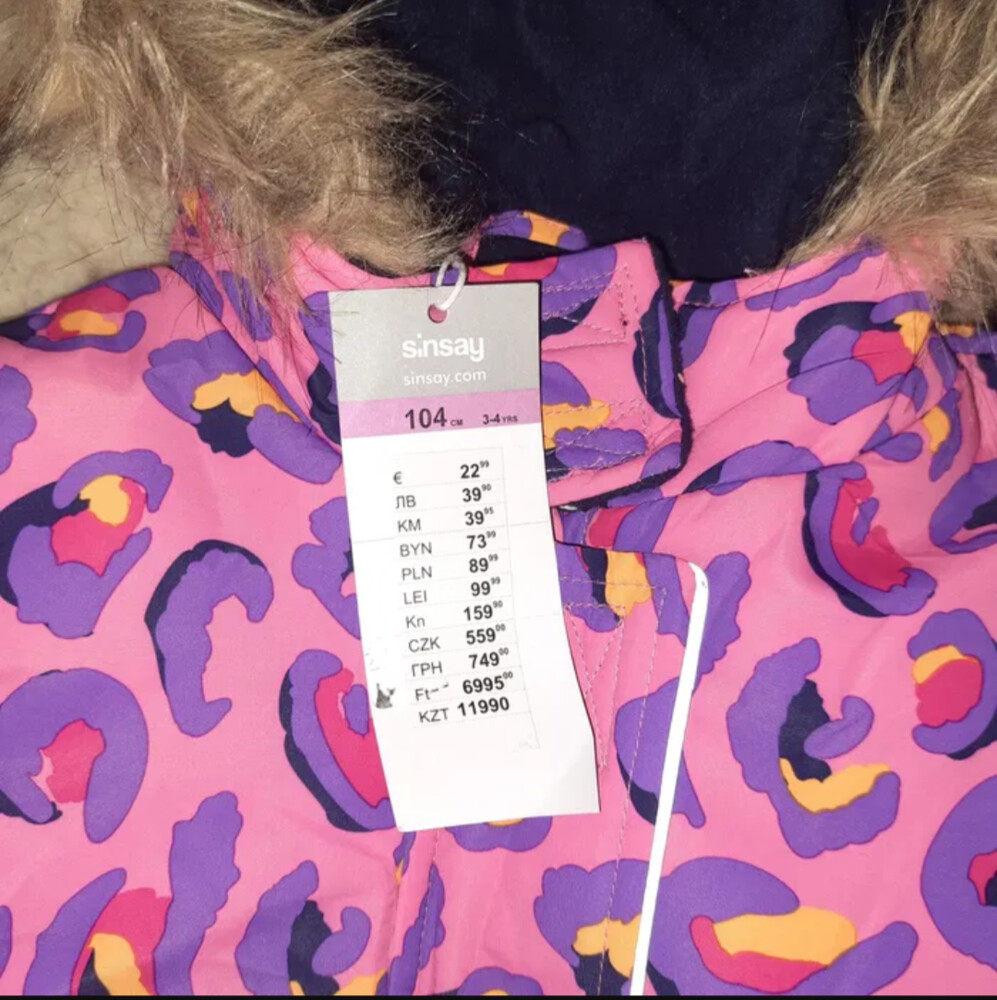 sinsay
sinsay.com
104 CM 3-4 YRS
€ 22⁹⁹
ЛВ 39⁹⁰
KM 39⁹⁵
BYN 73⁹⁹
PLN 89⁹⁹
LEI 99⁹⁹
Kn 159⁹⁰
CZK 559⁰⁰
ГРН 749⁰⁰
Ft 6995⁰⁰
KZT 11990